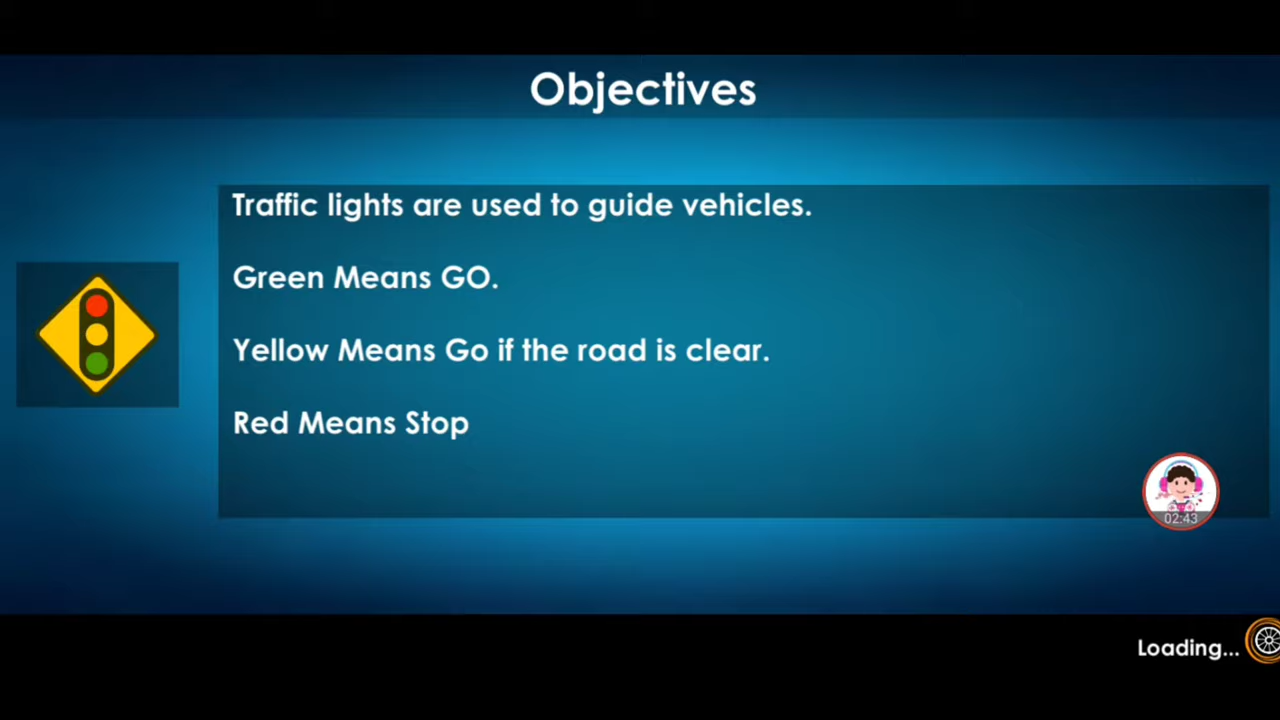 Objectives
Traffic lights are used to guide vehicles.
Green Means GO.
Yellow Means Go if the road is clear.
Red Means Stop
02:43
Loading...